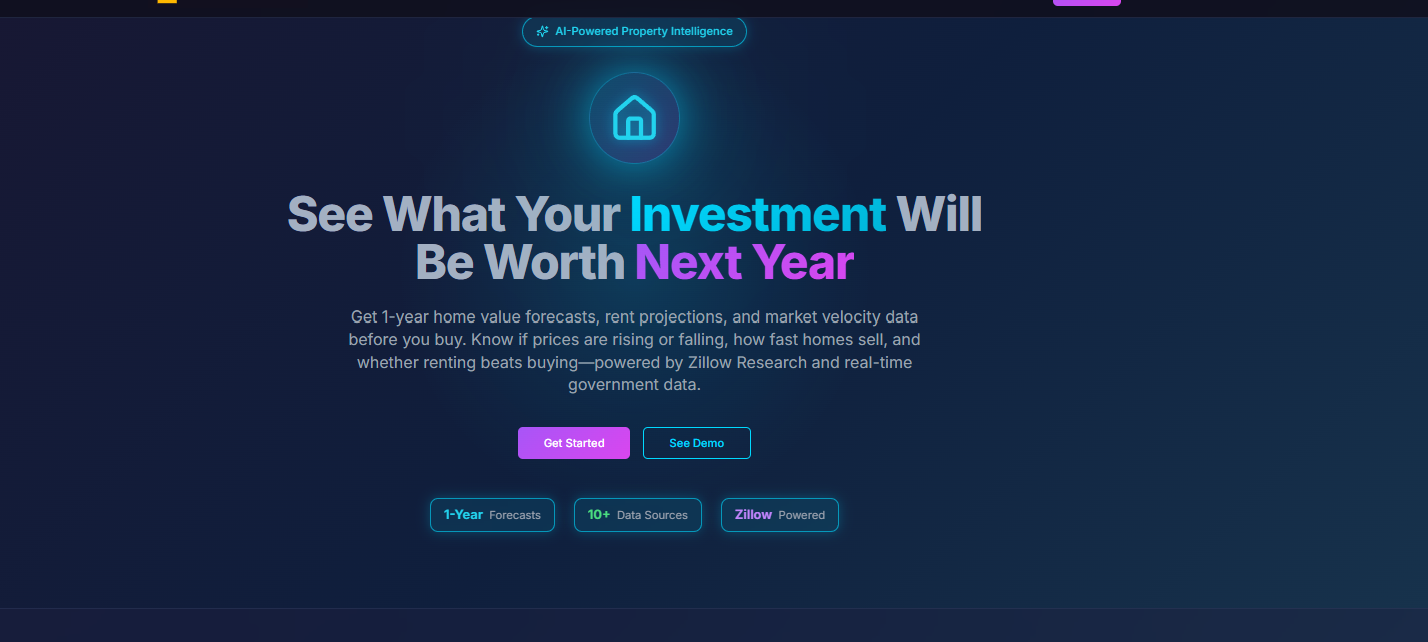 AI-Powered Property Intelligence
See What Your Investment Will
Be Worth Next Year
Get 1-year home value forecasts, rent projections, and market velocity data
before you buy. Know if prices are rising or falling, how fast homes sell, and
whether renting beats buying—powered by Zillow Research and real-time
government data.
Get Started
See Demo
1-Year Forecasts
10+ Data Sources
Zillow Powered